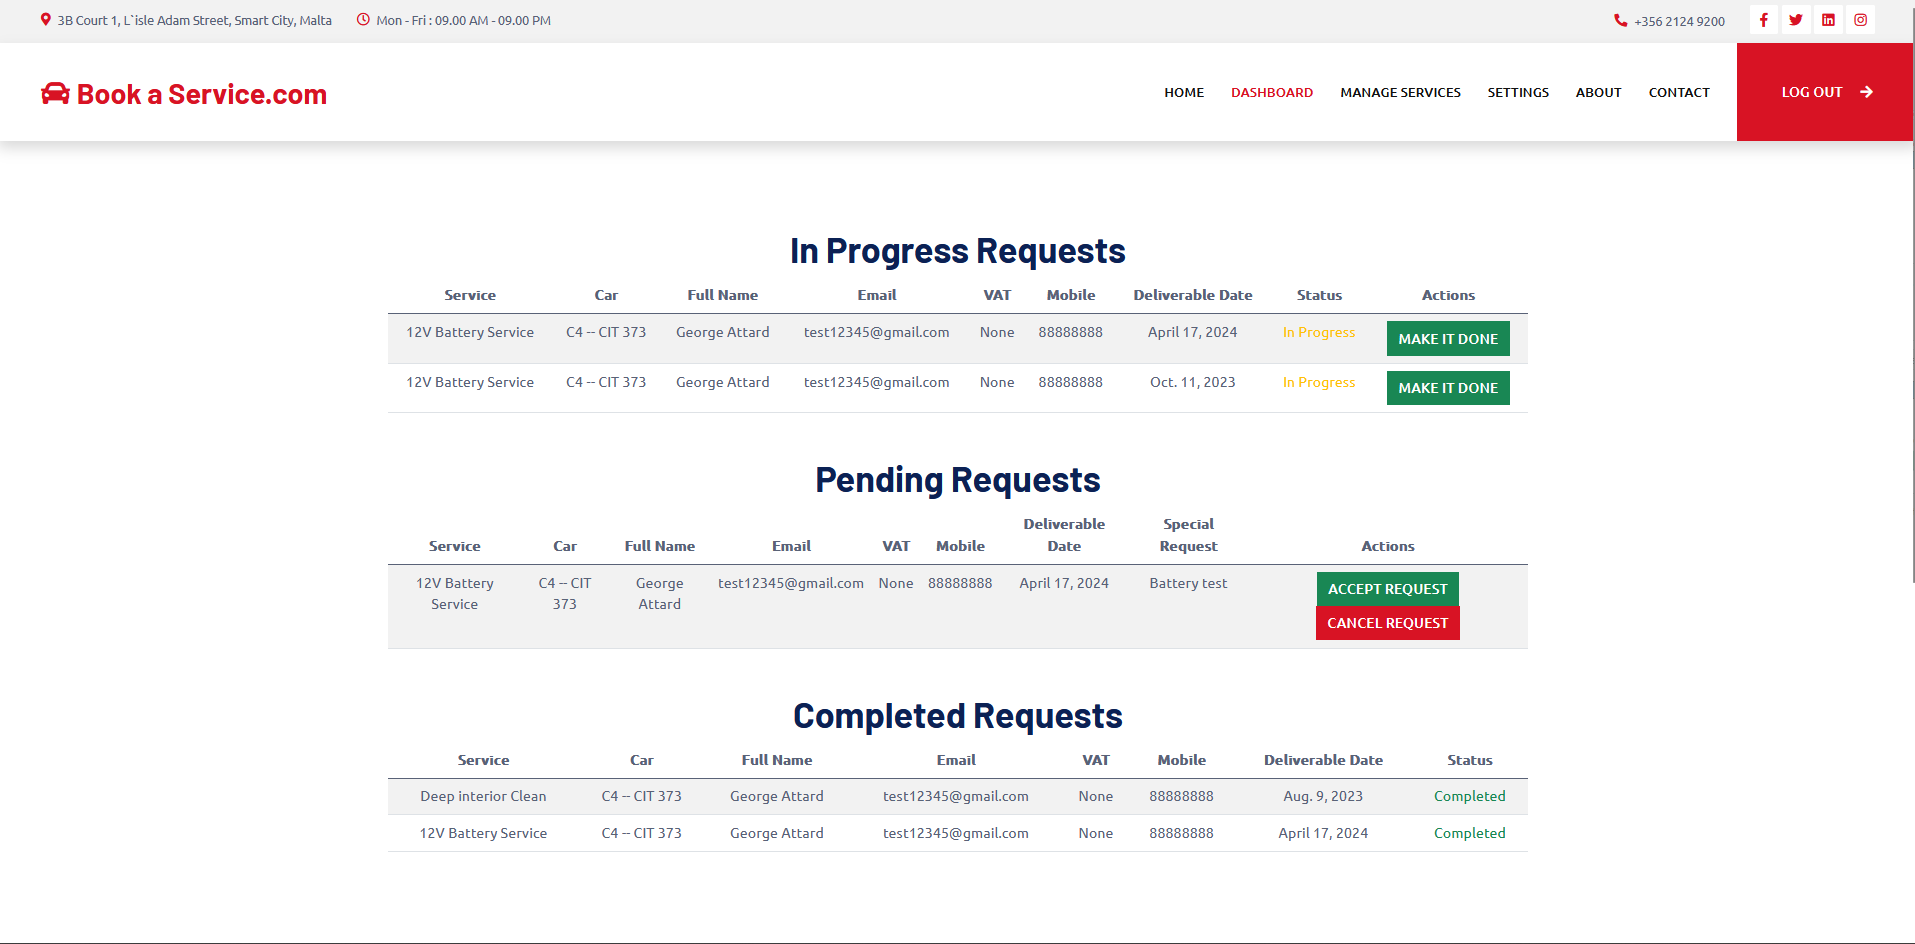 3B Court 1, L`isle Adam Street, Smart City, Malta Mon - Fri : 09.00 AM - 09.00 PM +356 2124 9200
Book a Service.com HOME DASHBOARD MANAGE SERVICES SETTINGS ABOUT CONTACT LOG OUT
In Progress Requests
Service Car Full Name Email VAT Mobile Deliverable Date Status Actions
12V Battery Service C4 -- CIT 373 George Attard test12345@gmail.com None 88888888 April 17, 2024 In Progress MAKE IT DONE
12V Battery Service C4 -- CIT 373 George Attard test12345@gmail.com None 88888888 Oct. 11, 2023 In Progress MAKE IT DONE
Pending Requests
Deliverable Special
Service Car Full Name Email VAT Mobile Date Request Actions
12V Battery C4 -- CIT George test12345@gmail.com None 88888888 April 17, 2024 Battery test ACCEPT REQUEST
Service 373 Attard
CANCEL REQUEST
Completed Requests
Service Car Full Name Email VAT Mobile Deliverable Date Status
Deep interior Clean C4 -- CIT 373 George Attard test12345@gmail.com None 88888888 Aug. 9, 2023 Completed
12V Battery Service C4 -- CIT 373 George Attard test12345@gmail.com None 88888888 April 17, 2024 Completed